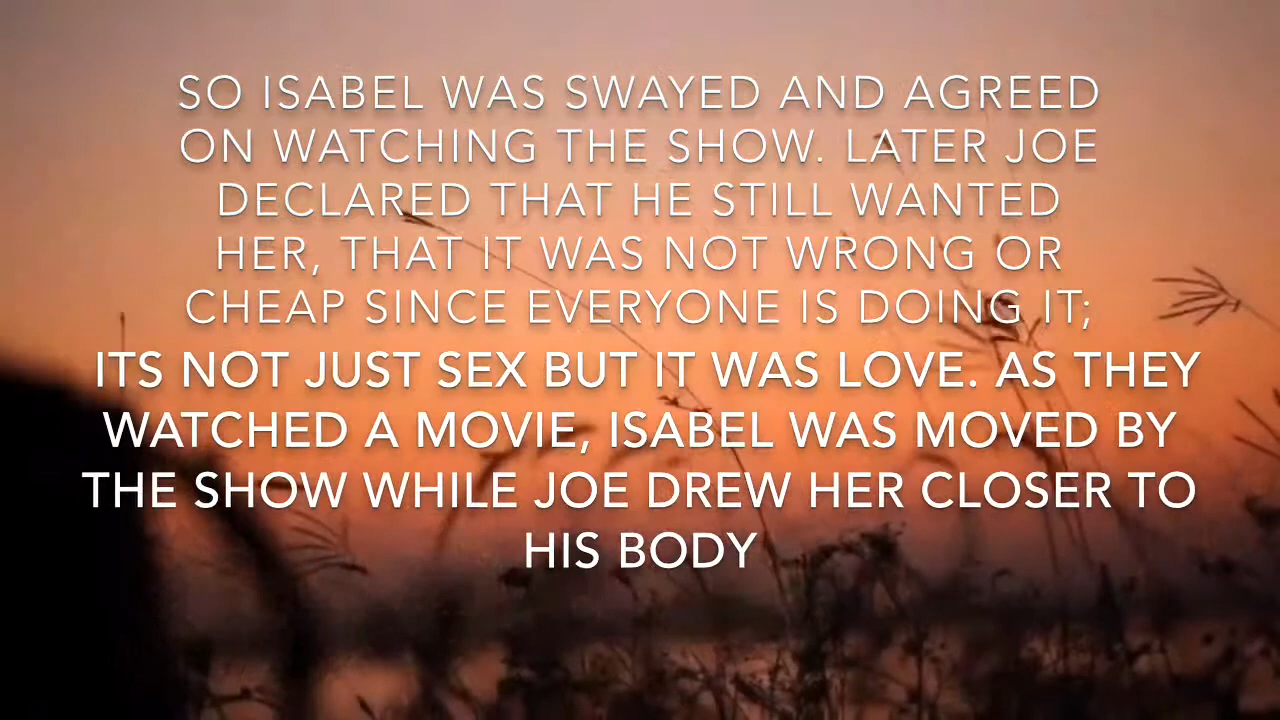 SO ISABEL WAS SWAYED AND AGREED
ON WATCHING THE SHOW. LATER JOE
DECLARED THAT HE STILL WANTED
HER, THAT IT WAS NOT WRONG OR
CHEAP SINCE EVERYONE IS DOING IT;
ITS NOT JUST SEX BUT IT WAS LOVE. AS THEY
WATCHED A MOVIE, ISABEL WAS MOVED BY
THE SHOW WHILE JOE DREW HER CLOSER TO
HIS BODY